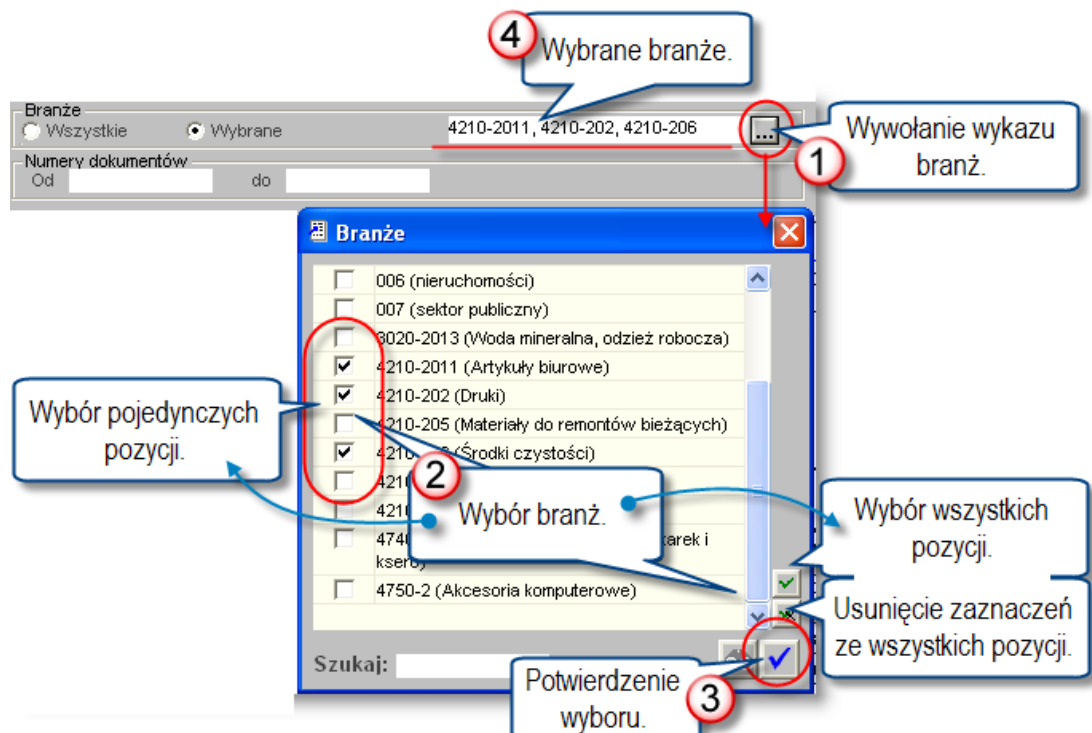 4
Wybrane branże.
Branże
Wszystkie Wybrane 4210-2011, 4210-202, 4210-206 ...
Wywołanie wykazu
branż.
1
Numery dokumentów
Od do
Branże
006 (nieruchomości)
007 (sektor publiczny)
3020-2013 (Woda mineralna, odzież robocza)
4210-2011 (Artykuły biurowe)
4210-202 (Druki)
4210-205 (Materiały do remontów bieżących)
(Środki czystości)
Wybór pojedynczych
pozycji.
2
Wybór branż.
4750-2 (Akcesoria komputerowe)
Wybór wszystkich
pozycji.
Usunięcie zaznaczeń
ze wszystkich pozycji.
Szukaj:
Potwierdzenie
wyboru.
3